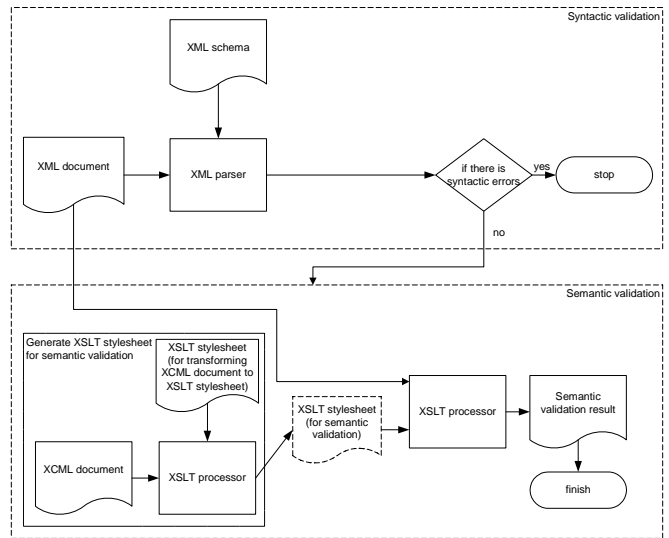 Syntactic validation
XML schema
XML document
XML parser
if there is
syntactic errors
yes
stop
no
Semantic validation
Generate XSLT stylesheet
for semantic validation
XSLT stylesheet
(for transforming
XCML document to
XSLT stylesheet)
XSLT stylesheet
(for semantic
validation)
XSLT processor
Semantic
validation result
XCML document
XSLT processor
finish